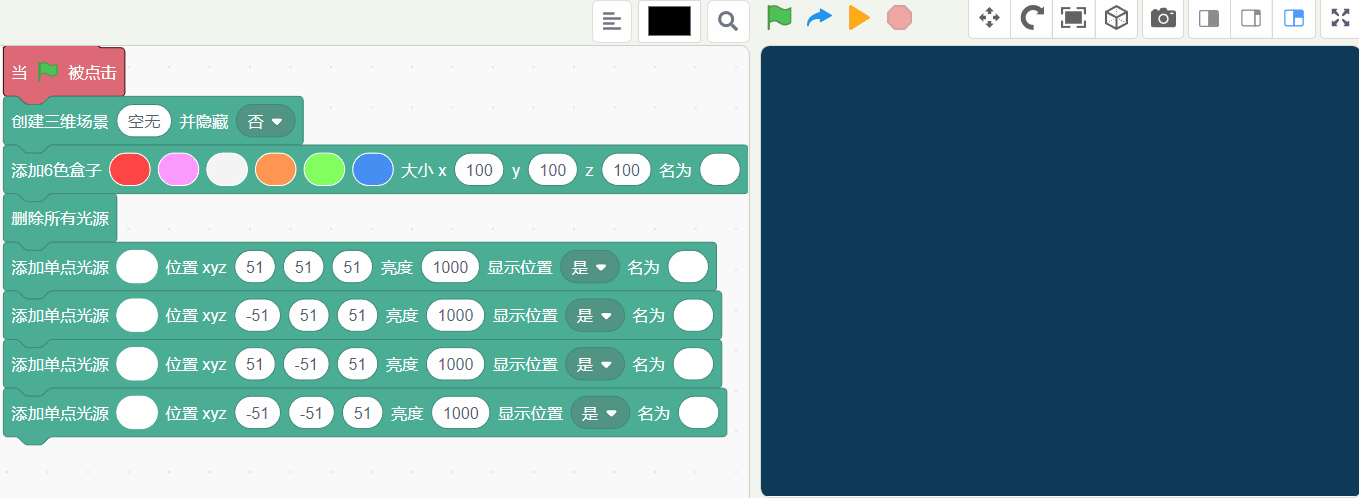 当 被点击
创建三维场景 空无 并隐藏 否
添加6色盒子 大小 x 100 y 100 z 100 名为
删除所有光源
添加单点光源 位置 xyz 51 51 51 亮度 1000 显示位置 是 名为
添加单点光源 位置 xyz -51 51 51 亮度 1000 显示位置 是 名为
添加单点光源 位置 xyz 51 -51 51 亮度 1000 显示位置 是 名为
添加单点光源 位置 xyz -51 -51 51 亮度 1000 显示位置 是 名为